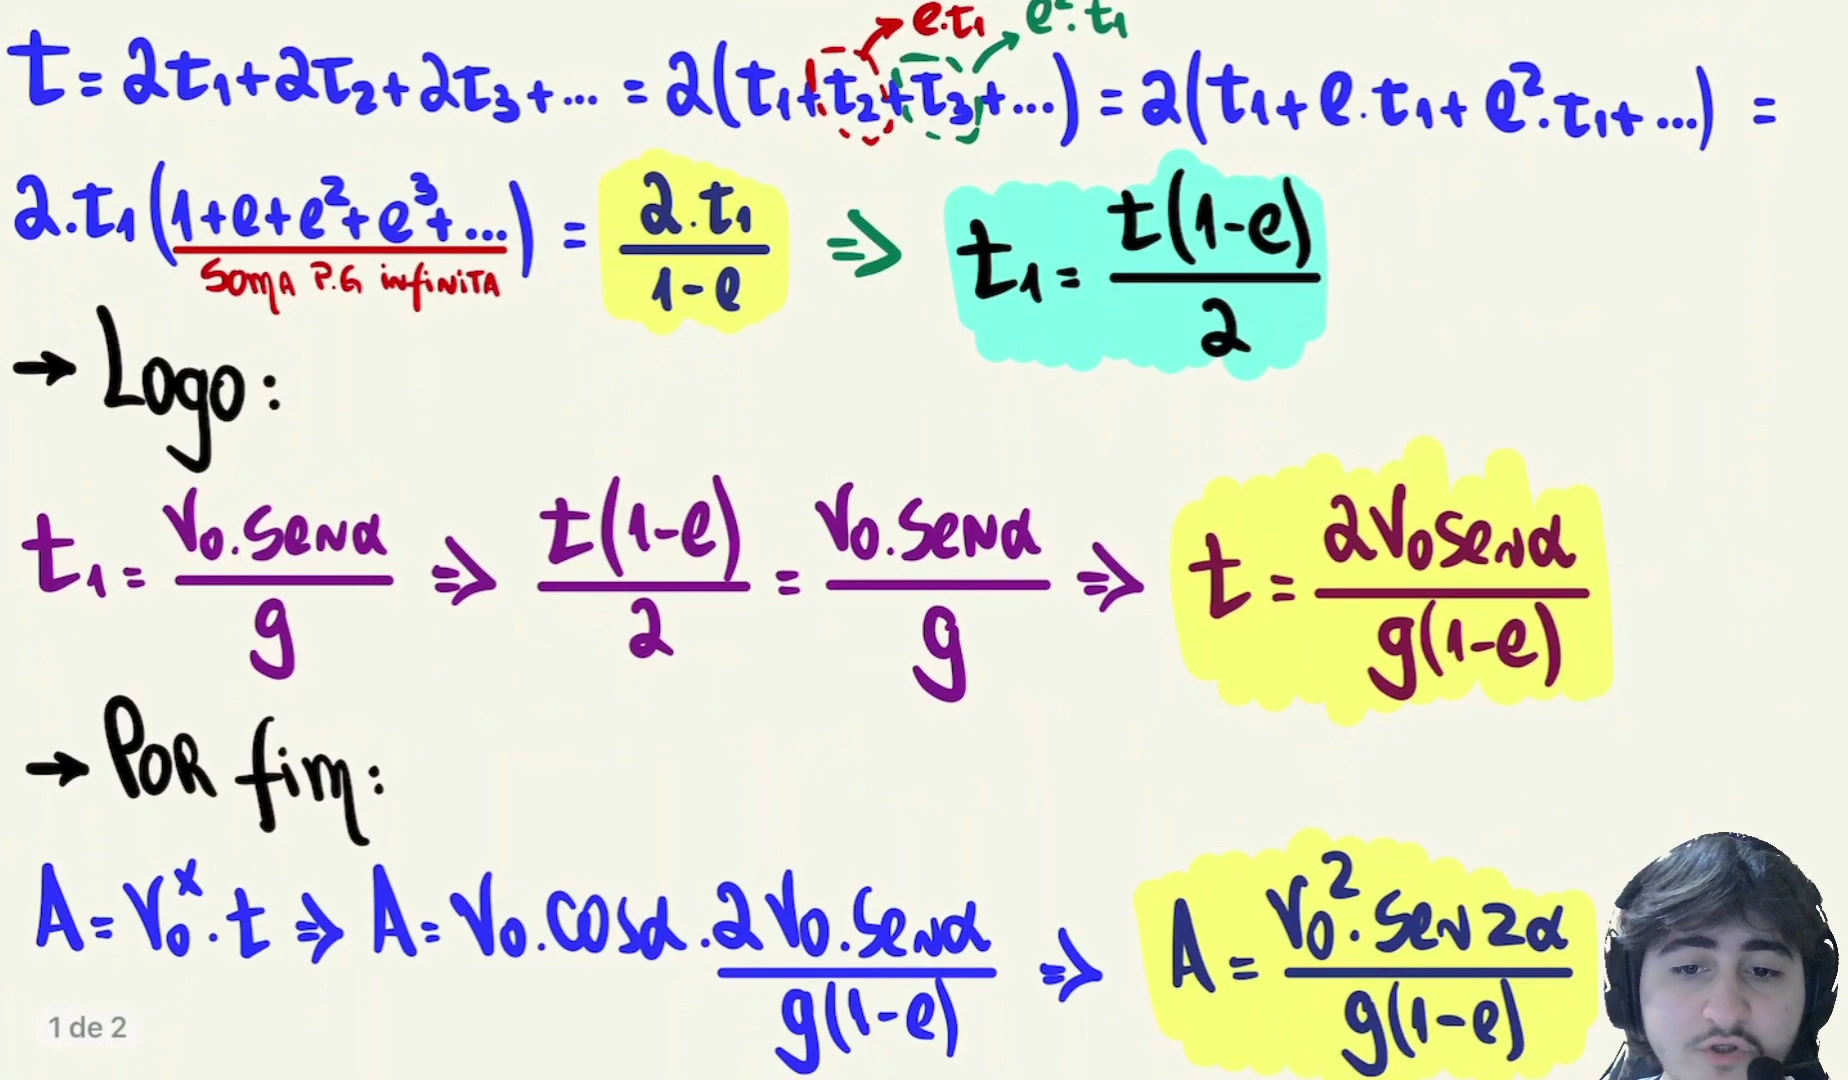 e.t₁ e².t₁
t = 2t₁+2t₂+2t₃+... = 2(t₁+t₂+t₃+...) = 2(t₁+e.t₁+e².t₁+...) =
2.t₁(1+e+e²+e³+...) = 2.t₁/1-e ⇒ t₁ = t(1-e)/2
SOMA P.G INFINITA
→ Logo:
t₁ = V₀.senα/g ⇒ t(1-e)/2 = V₀.senα/g ⇒ t = 2V₀senα/g(1-e)
→ POR fim:
A = V₀ˣ.t ⇒ A = V₀.cosα.2V₀.senα/g(1-e) ⇒ A = V₀².sen2α/g(1-e)
1 de 2